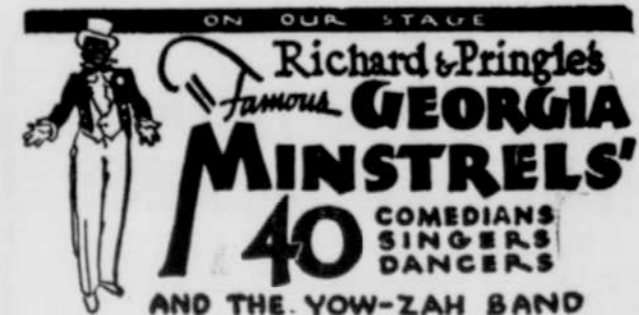 ON OUR STAGE
Richard & Pringle's
Famous GEORGIA
MINSTRELS'
40 COMEDIANS
SINGERS
DANCERS
AND THE YOW-ZAH BAND